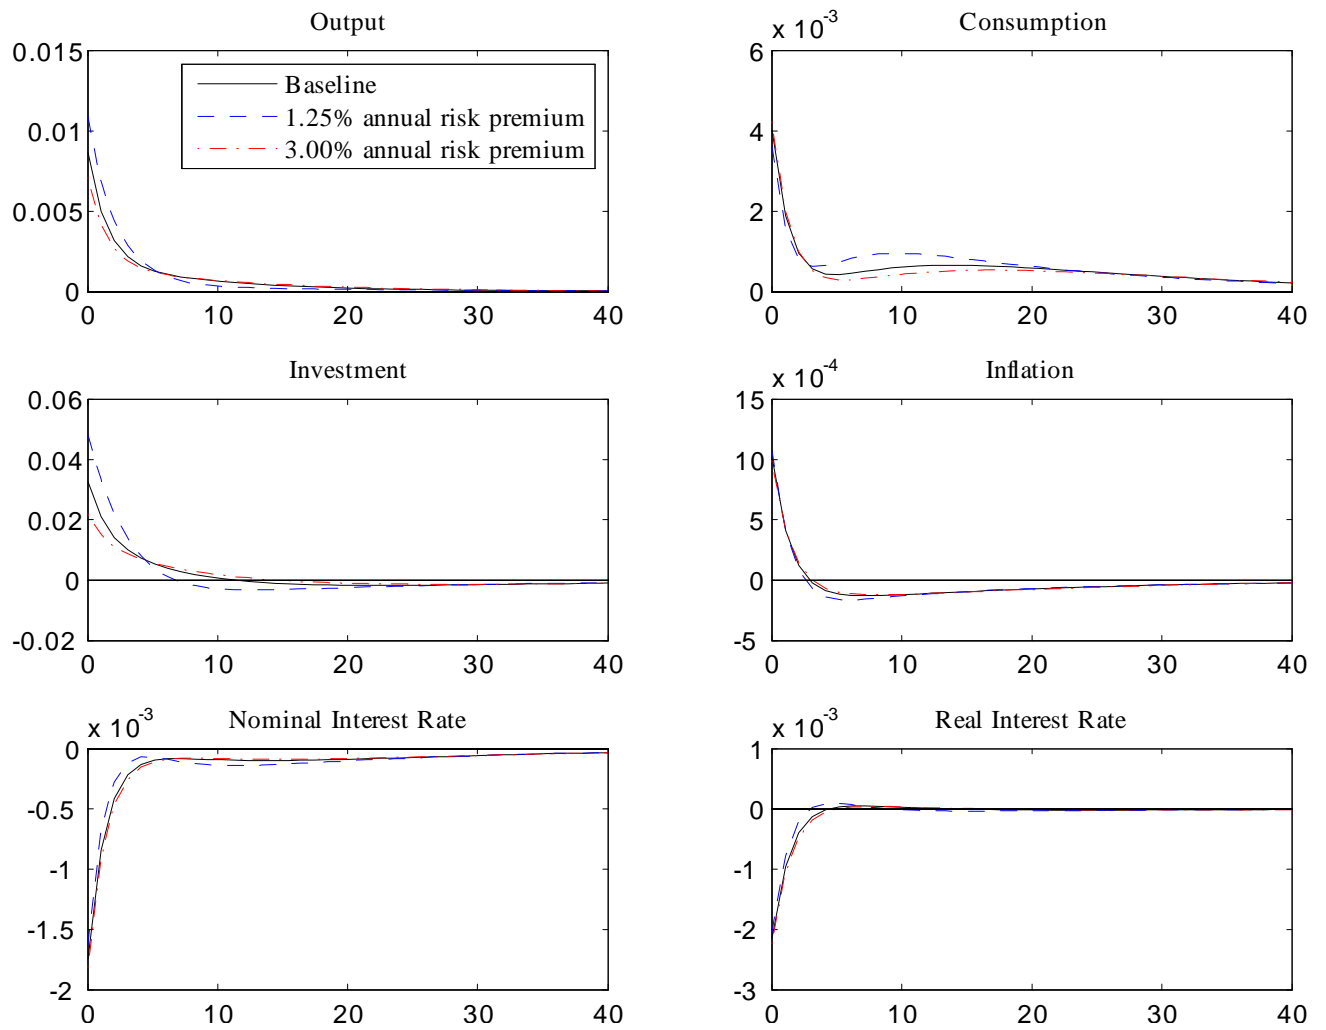 Output
0.015
0.01
0.005
0
0 10 20 30 40
Baseline
1.25% annual risk premium
3.00% annual risk premium
Consumption
x 10-3
6
4
2
0
0 10 20 30 40
Investment
0.06
0.04
0.02
0
-0.02
0 10 20 30 40
Inflation
x 10-4
15
10
5
0
-5
0 10 20 30 40
Nominal Interest Rate
x 10-3
0
-0.5
-1
-1.5
-2
0 10 20 30 40
Real Interest Rate
x 10-3
1
0
-1
-2
-3
0 10 20 30 40